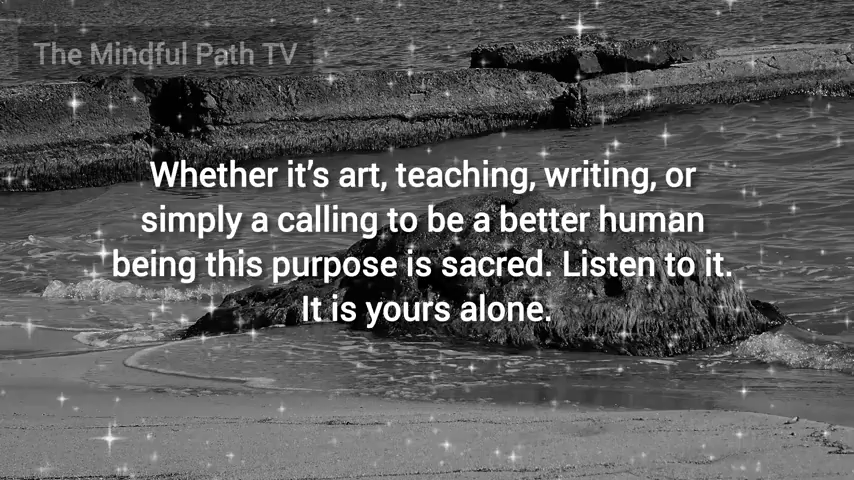 The Mindful Path TV
Whether it’s art, teaching, writing, or
simply a calling to be a better human
being this purpose is sacred. Listen to it.
It is yours alone.